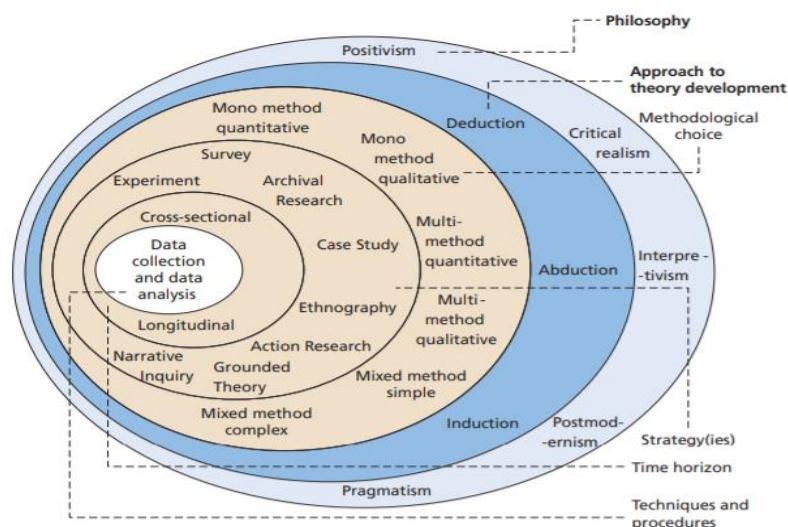 Philosophy
Positivism
Approach to
theory development
Mono method
quantitative
Deduction
Methodological
choice
Critical
realism
Mono
method
qualitative
Survey
Experiment
Archival
Research
Cross-sectional
Data
collection
and data
analysis
Case Study
Multi-
method
quantitative
Abduction
Interpre -
-tivism
Ethnography
Multi-
method
qualitative
Longitudinal
Action Research
Narrative
Inquiry
Grounded
Theory
Mixed method
simple
Mixed method
complex
Induction
Postmod-
-ernism
Strategy(ies)
Time horizon
Pragmatism
Techniques and
procedures